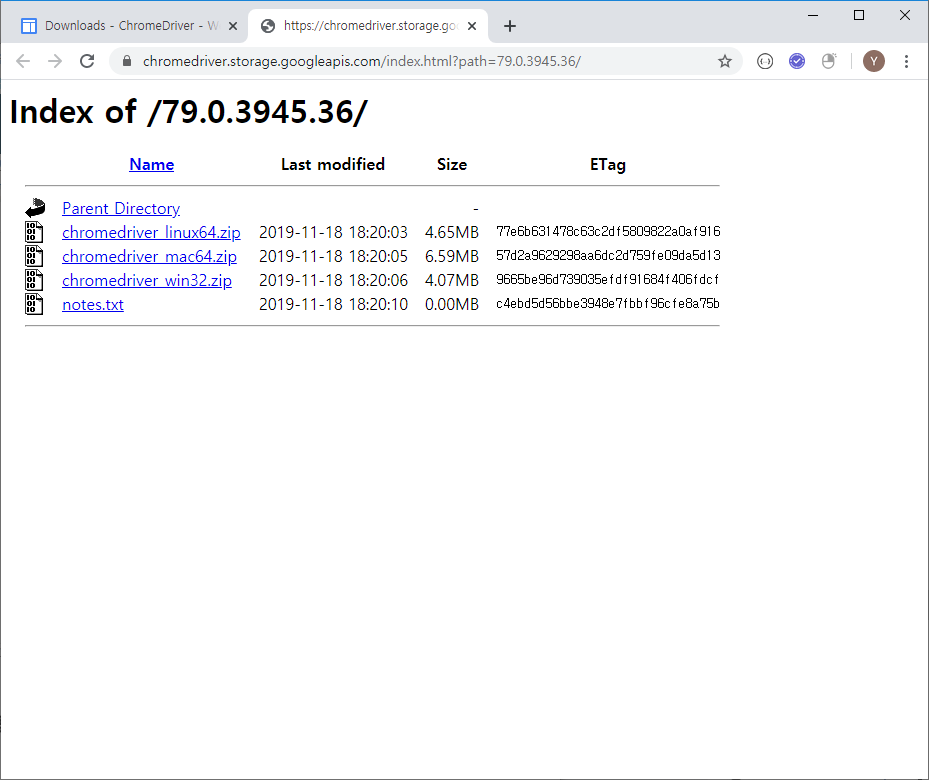 Downloads - ChromeDriver - W
https://chromedriver.storage.goo
chromedriver.storage.googleapis.com/index.html?path=79.0.3945.36/
Y
Index of /79.0.3945.36/
Name Last modified Size ETag
Parent Directory -
chromedriver_linux64.zip 2019-11-18 18:20:03 4.65MB 77e6b631478c63c2df5809822a0af916
chromedriver_mac64.zip 2019-11-18 18:20:05 6.59MB 57d2a9629298aa6dc2d759fe09da5d13
chromedriver_win32.zip 2019-11-18 18:20:06 4.07MB 9665be96d739035efdf91684f406fdcf
notes.txt 2019-11-18 18:20:10 0.00MB c4ebd5d56bbe3948e7fbbf96cfe8a75b